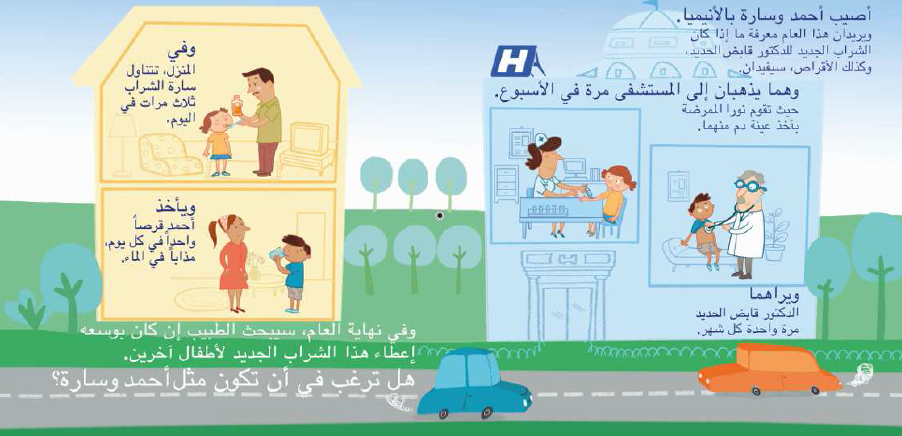 أصيب أحمد وسارة بالأنيميا.
ويريدان هذا العام معرفة ما إذا كان
الشراب الجديد للدكتور قابض الحديد،
وكذلك الأقراص، سيفيدان.
H
وهما يذهبان إلى المستشفى مرة في الأسبوع.
حيث تقوم نورا الممرضة
بأخذ عينة دم منهما.
ويراهما
الدكتور قابض الحديد
مرة واحدة كل شهر.
وفي
المنزل، تتناول
سارة الشراب
ثلاث مرات في
اليوم.
ويأخذ
أحمد قرصاً
واحداً في كل يوم،
مذاباً في الماء.
وفي نهاية العام، سيبحث الطبيب إن كان بوسعه
إعطاء هذا الشراب الجديد لأطفال آخرين.
هل ترغب في أن تكون مثل أحمد وسارة؟